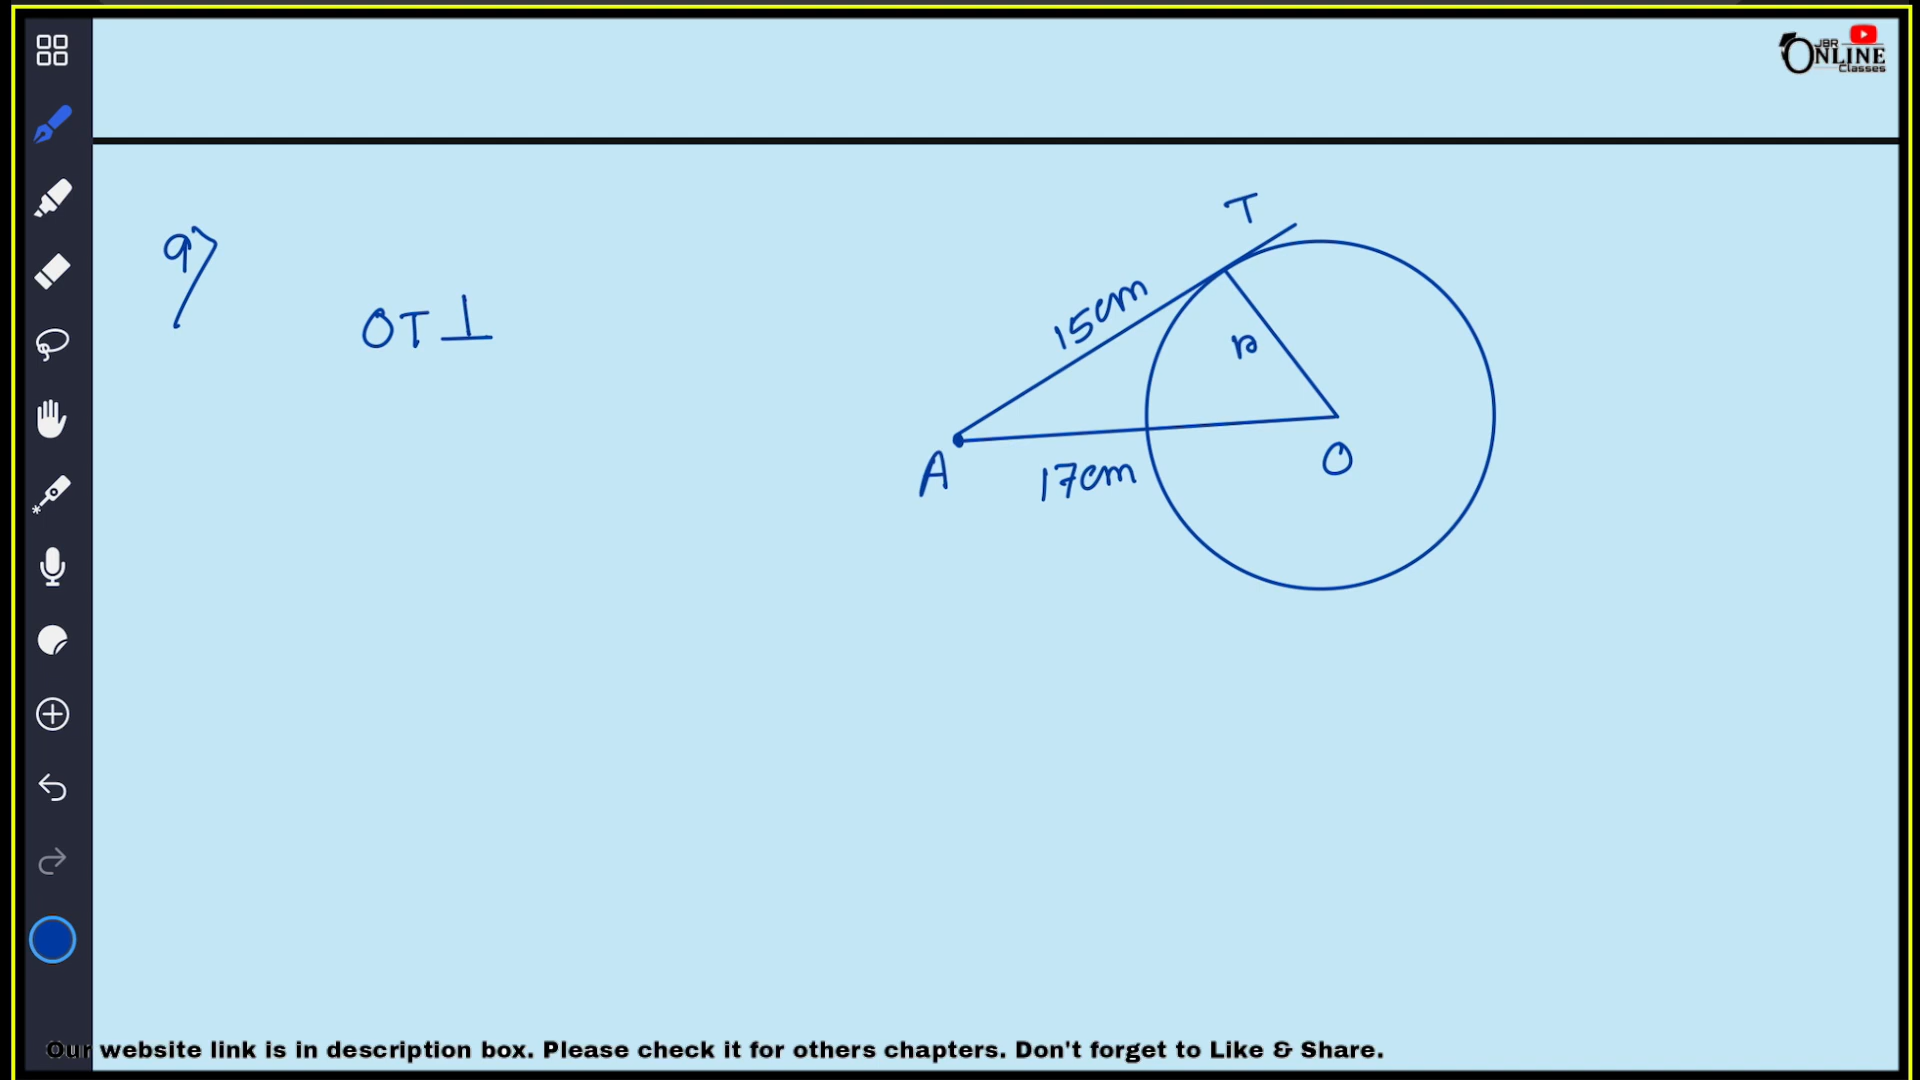 JBR
ONLINE
Classes
9)
T
15cm
OT⊥
r
A
17cm
O
Our website link is in description box. Please check it for others chapters. Don't forget to Like & Share.